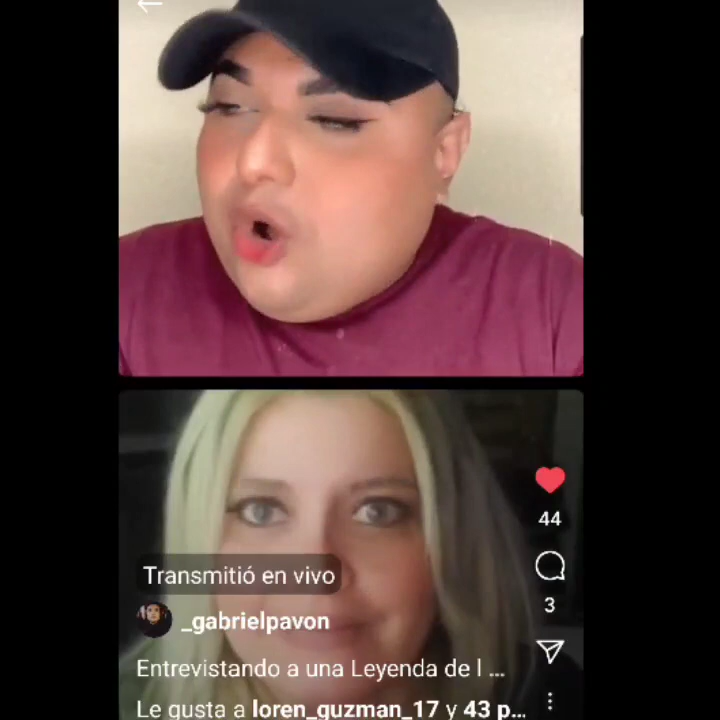 44
Transmitió en vivo
3
_gabrielpavon
Entrevistando a una Leyenda de l ...
Le gusta a loren_guzman_17 y 43 p...